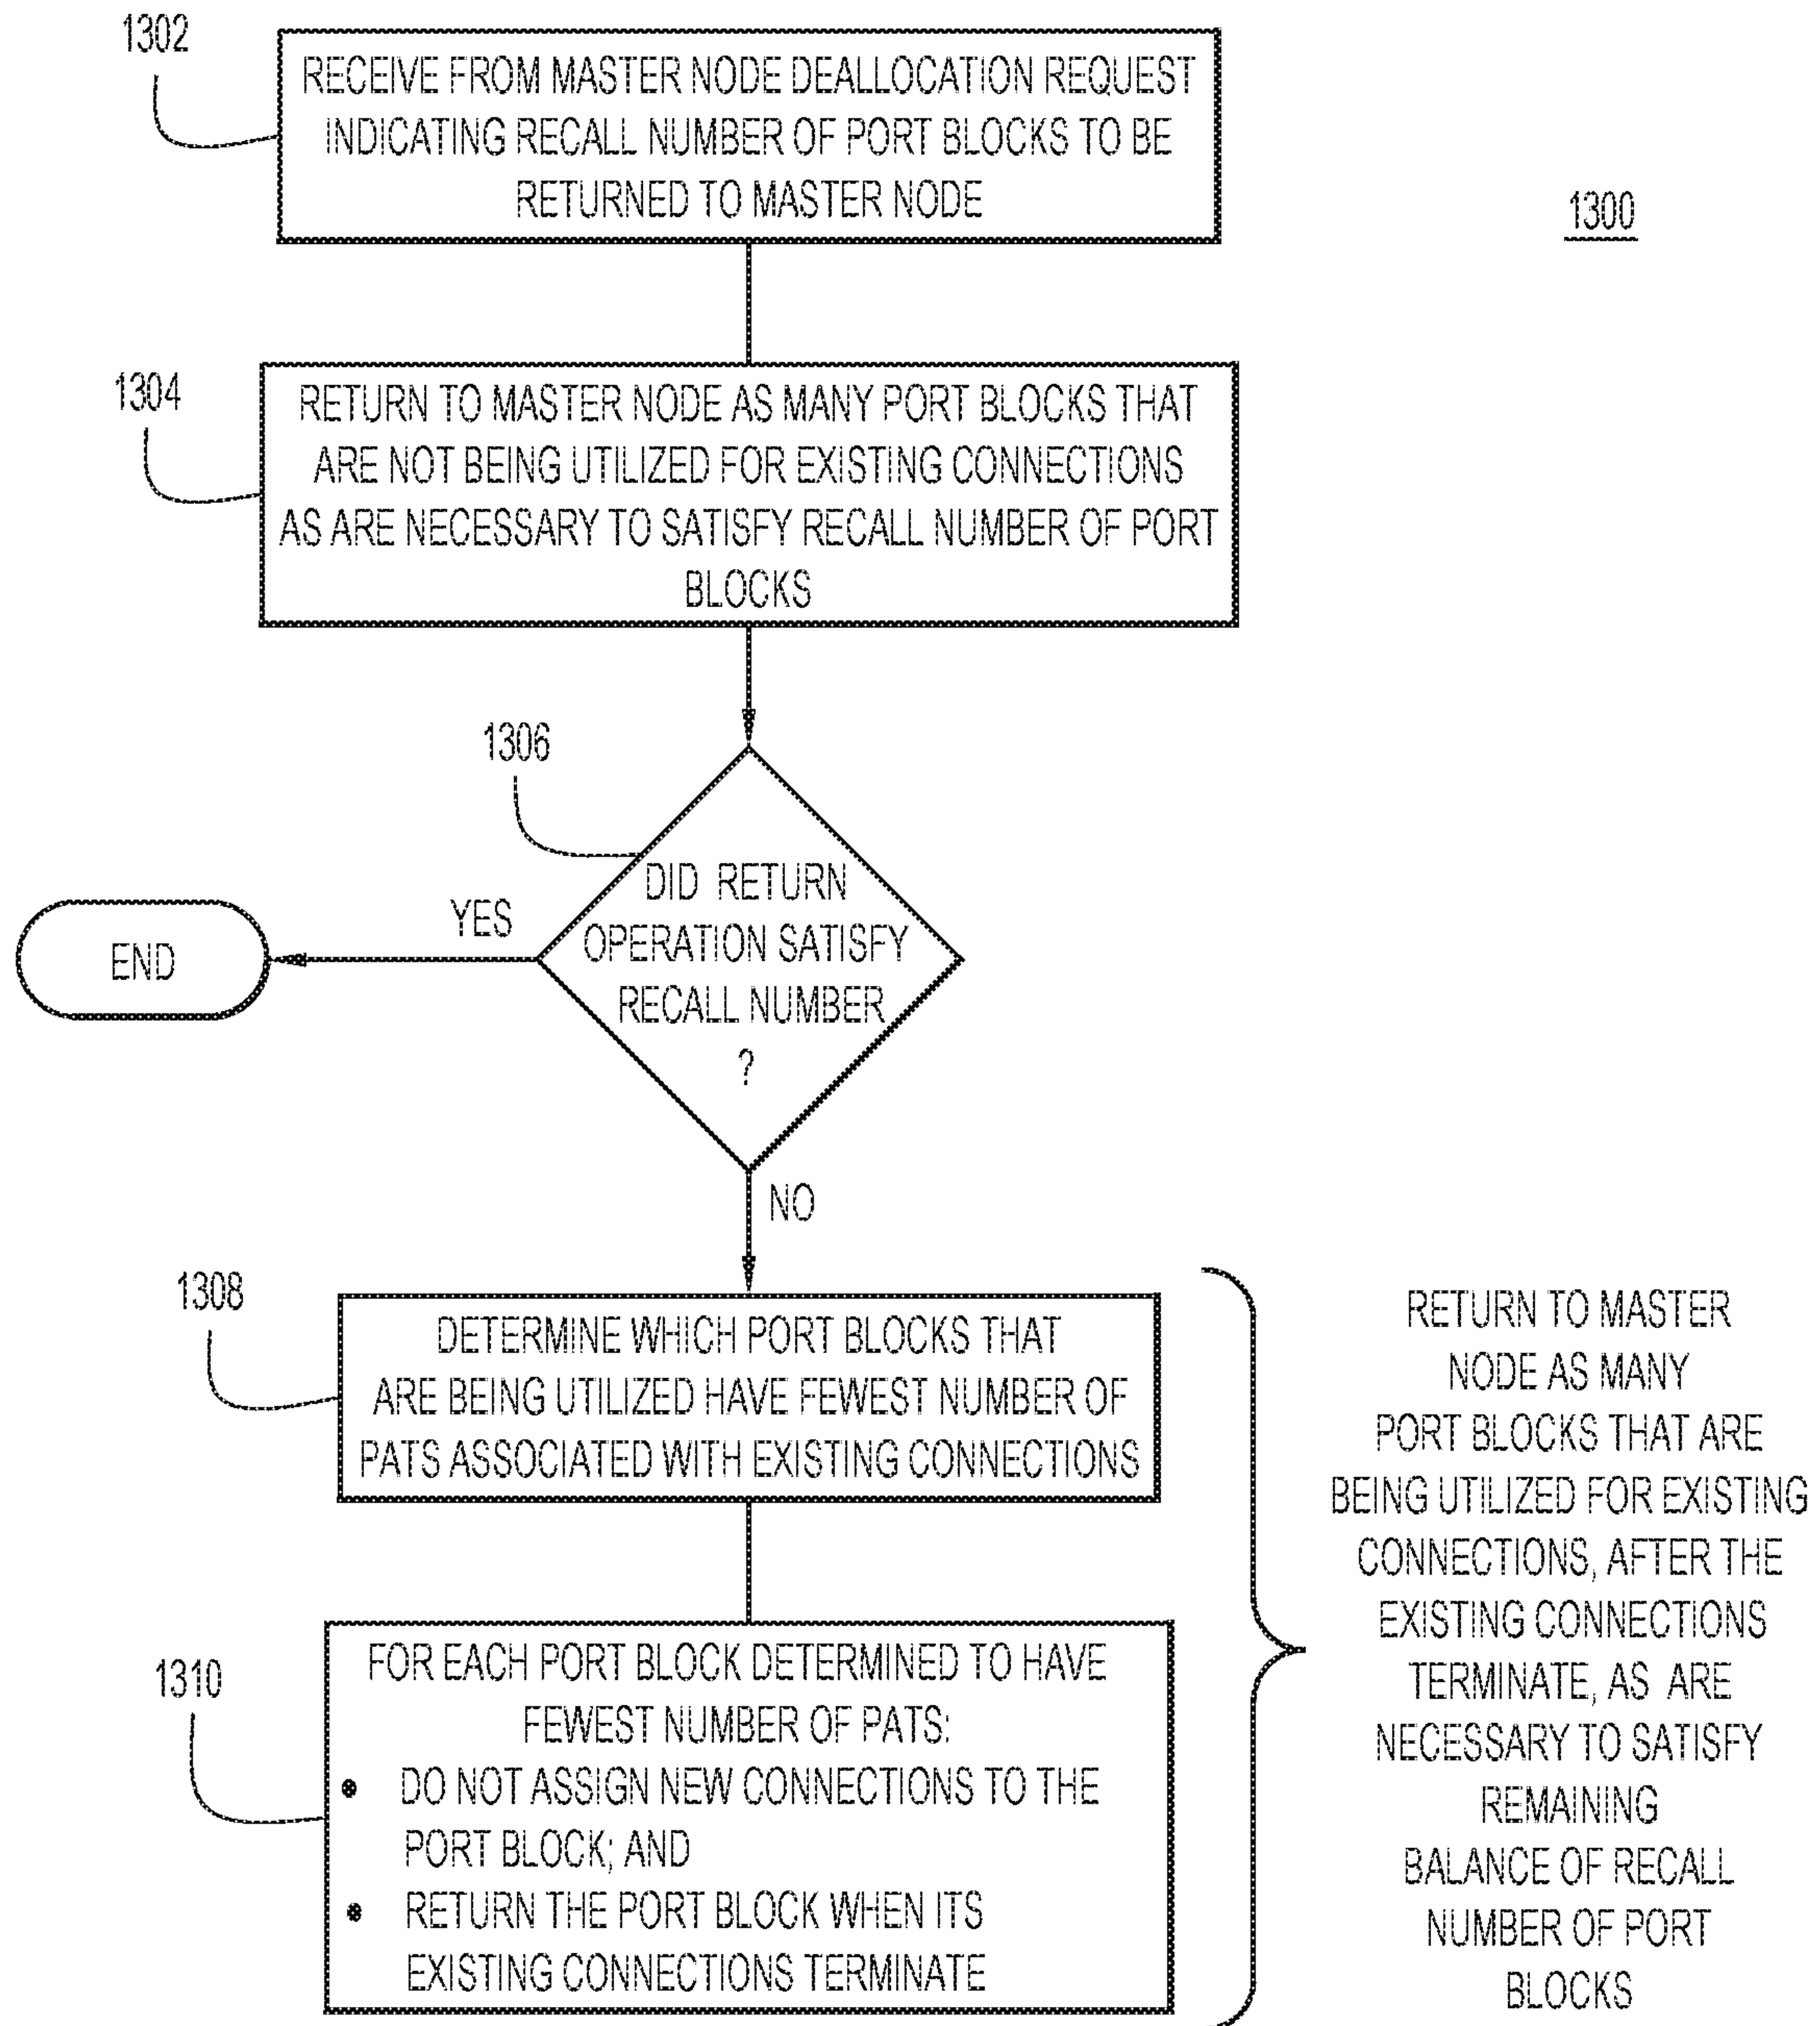 1302
RECEIVE FROM MASTER NODE DEALLOCATION REQUEST
INDICATING RECALL NUMBER OF PORT BLOCKS TO BE
RETURNED TO MASTER NODE
1300
1304
RETURN TO MASTER NODE AS MANY PORT BLOCKS THAT
ARE NOT BEING UTILIZED FOR EXISTING CONNECTIONS
AS ARE NECESSARY TO SATISFY RECALL NUMBER OF PORT
BLOCKS
1306
DID RETURN
OPERATION SATISFY
RECALL NUMBER
?
YES
END
NO
1308
DETERMINE WHICH PORT BLOCKS THAT
ARE BEING UTILIZED HAVE FEWEST NUMBER OF
PATS ASSOCIATED WITH EXISTING CONNECTIONS
1310
FOR EACH PORT BLOCK DETERMINED TO HAVE
FEWEST NUMBER OF PATS:
• DO NOT ASSIGN NEW CONNECTIONS TO THE
PORT BLOCK; AND
• RETURN THE PORT BLOCK WHEN ITS
EXISTING CONNECTIONS TERMINATE
RETURN TO MASTER
NODE AS MANY
PORT BLOCKS THAT ARE
BEING UTILIZED FOR EXISTING
CONNECTIONS, AFTER THE
EXISTING CONNECTIONS
TERMINATE, AS ARE
NECESSARY TO SATISFY
REMAINING
BALANCE OF RECALL
NUMBER OF PORT
BLOCKS